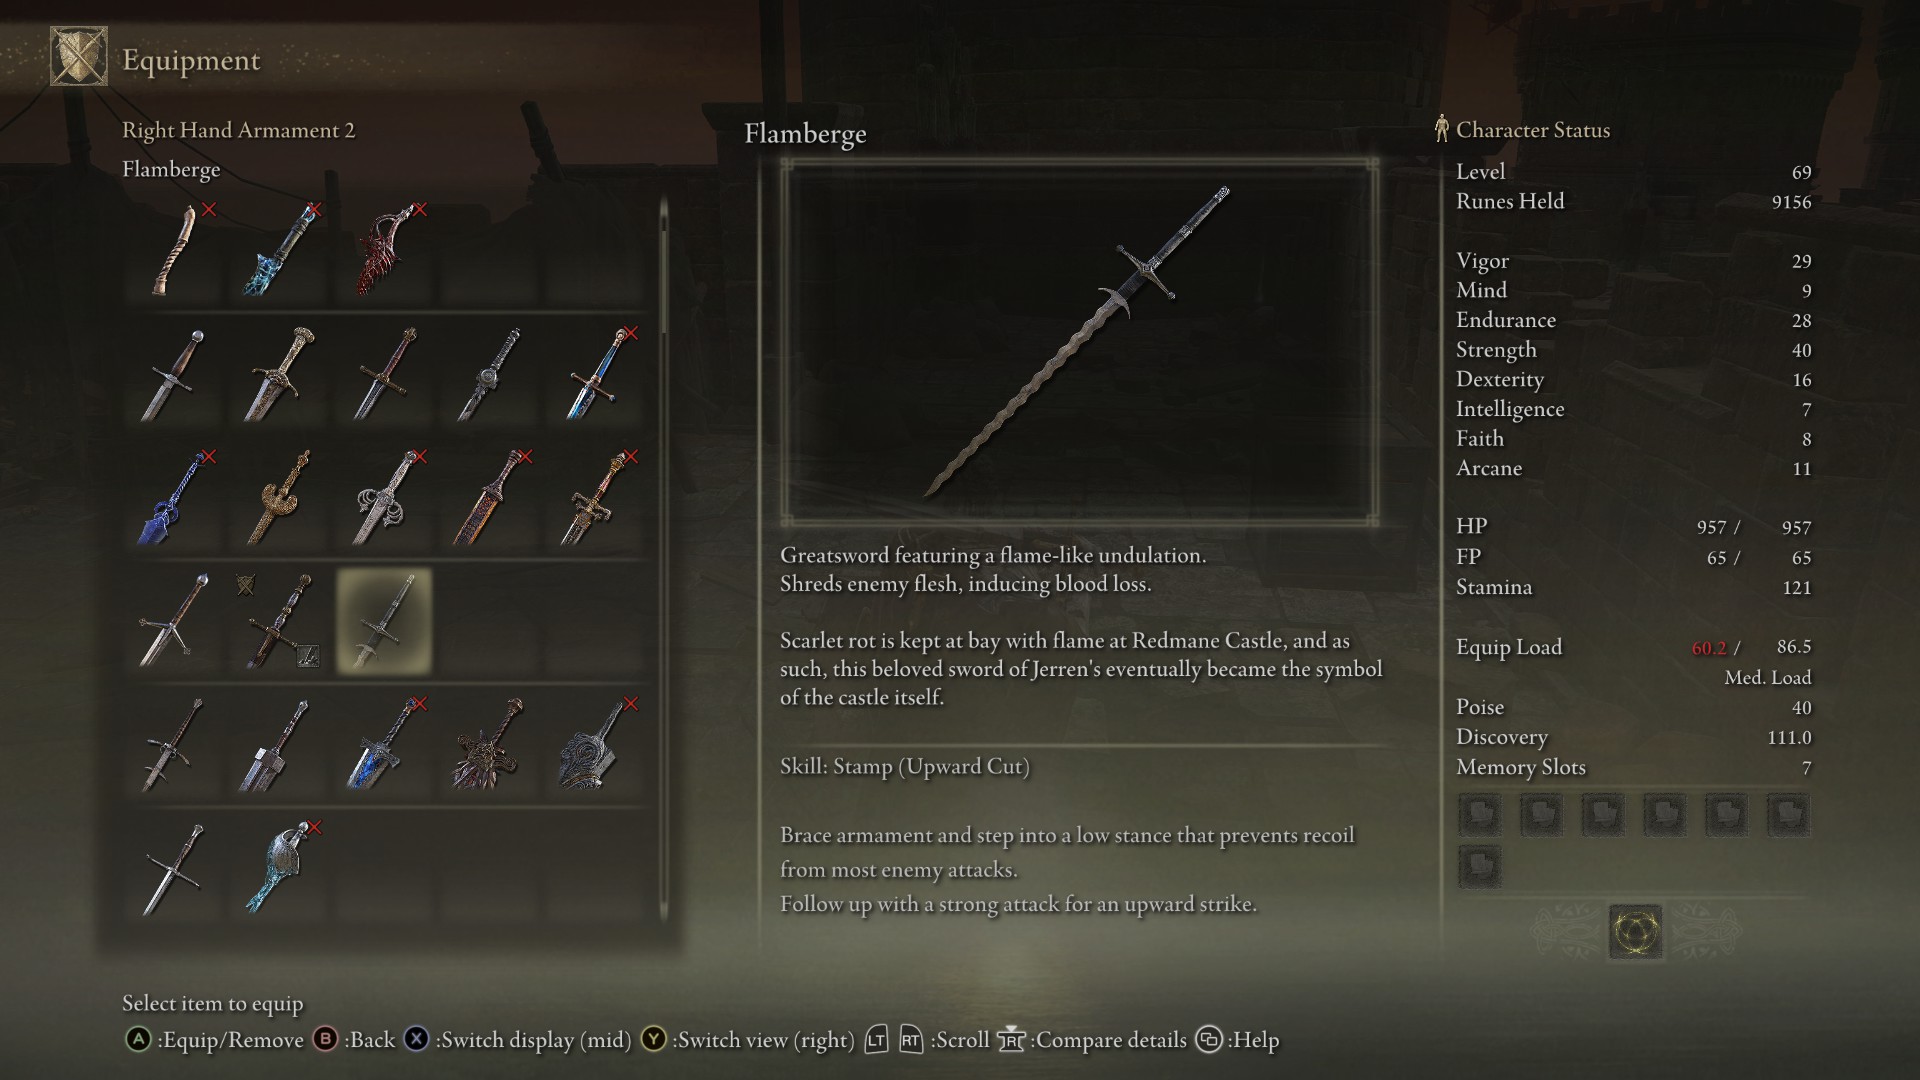 Equipment
Right Hand Armament 2
Flamberge
Flamberge
Greatsword featuring a flame-like undulation.
Shreds enemy flesh, inducing blood loss.
Scarlet rot is kept at bay with flame at Redmane Castle, and as
such, this beloved sword of Jerren's eventually became the symbol
of the castle itself.
Skill: Stamp (Upward Cut)
Brace armament and step into a low stance that prevents recoil
from most enemy attacks.
Follow up with a strong attack for an upward strike.
Character Status
Level 69
Runes Held 9156
Vigor 29
Mind 9
Endurance 28
Strength 40
Dexterity 16
Intelligence 7
Faith 8
Arcane 11
HP 957 / 957
FP 65 / 65
Stamina 121
Equip Load 60.2 / 86.5
Med. Load
Poise 40
Discovery 111.0
Memory Slots 7
Select item to equip
A :Equip/Remove B :Back X :Switch display (mid) Y :Switch view (right) LT RT :Scroll R :Compare details :Help